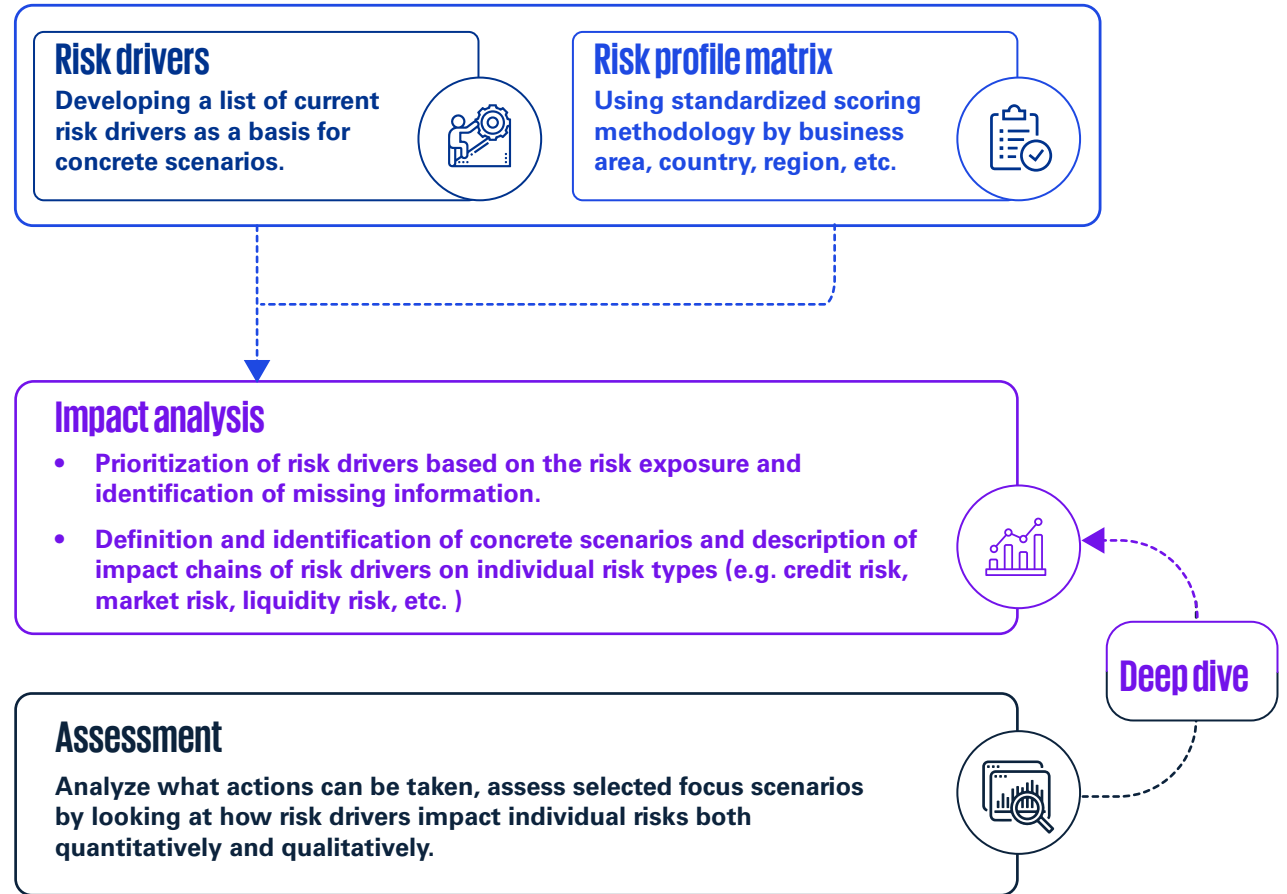 Risk drivers
Developing a list of current
risk drivers as a basis for
concrete scenarios.
Risk profile matrix
Using standardized scoring
methodology by business
area, country, region, etc.
Impact analysis
• Prioritization of risk drivers based on the risk exposure and
identification of missing information.
• Definition and identification of concrete scenarios and description of
impact chains of risk drivers on individual risk types (e.g. credit risk,
market risk, liquidity risk, etc. )
Deep dive
Assessment
Analyze what actions can be taken, assess selected focus scenarios
by looking at how risk drivers impact individual risks both
quantitatively and qualitatively.